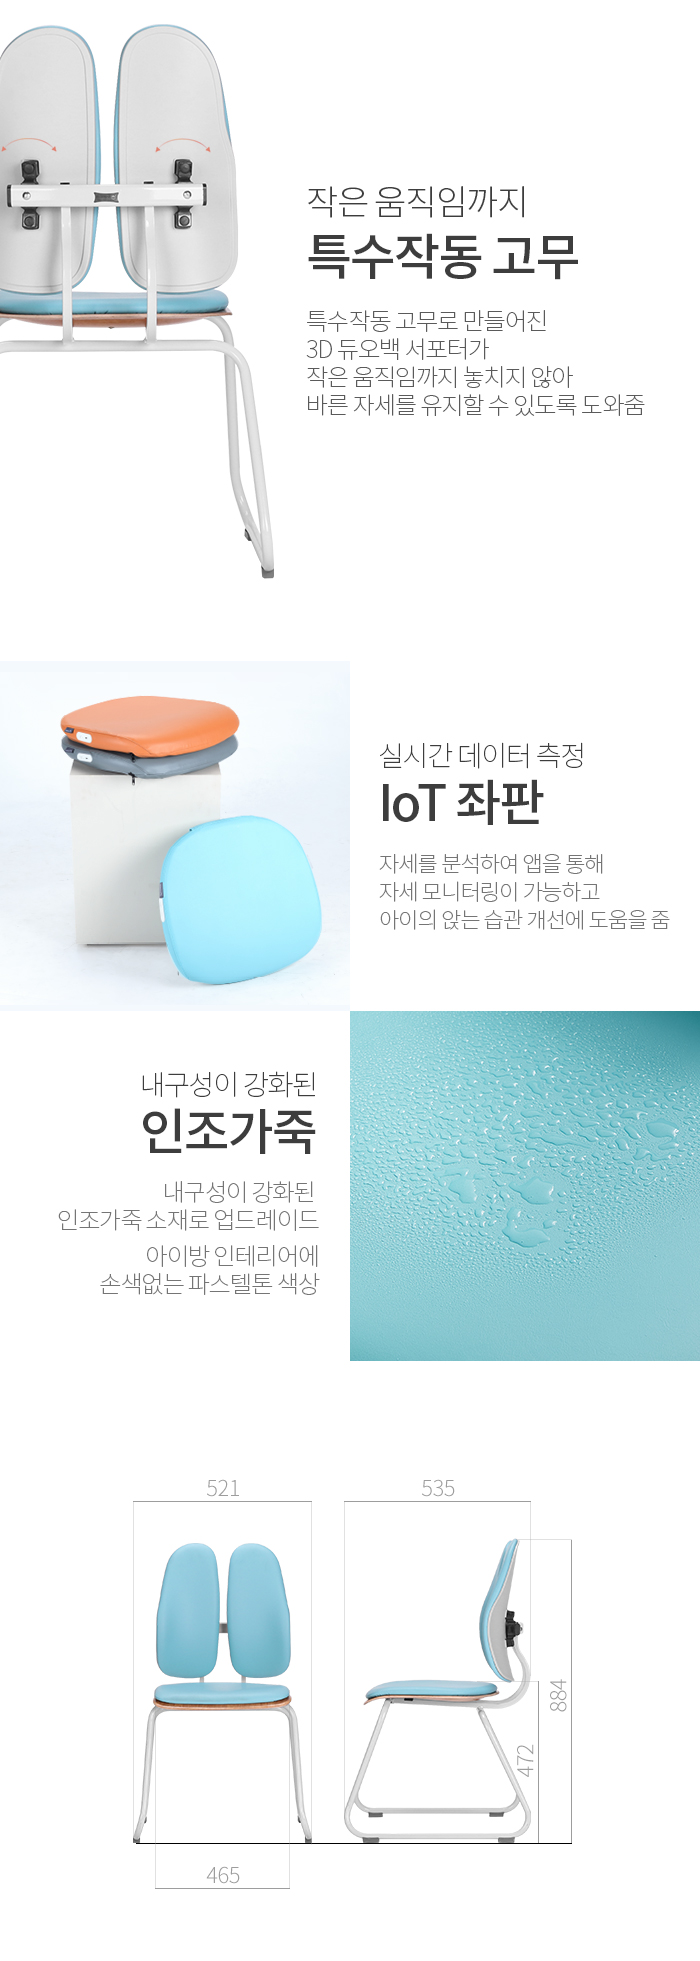 작은 움직임까지
특수작동 고무
특수작동 고무로 만들어진
3D 듀오백 서포터가
작은 움직임까지 놓치지 않아
바른 자세를 유지할 수 있도록 도와줌
실시간 데이터 측정
IoT 좌판
자세를 분석하여 앱을 통해
자세 모니터링이 가능하고
아이의 앉는 습관 개선에 도움을 줌
내구성이 강화된
인조가죽
내구성이 강화된
인조가죽 소재로 업드레이드
아이방 인테리어에
손색없는 파스텔톤 색상
521
535
884
472
465